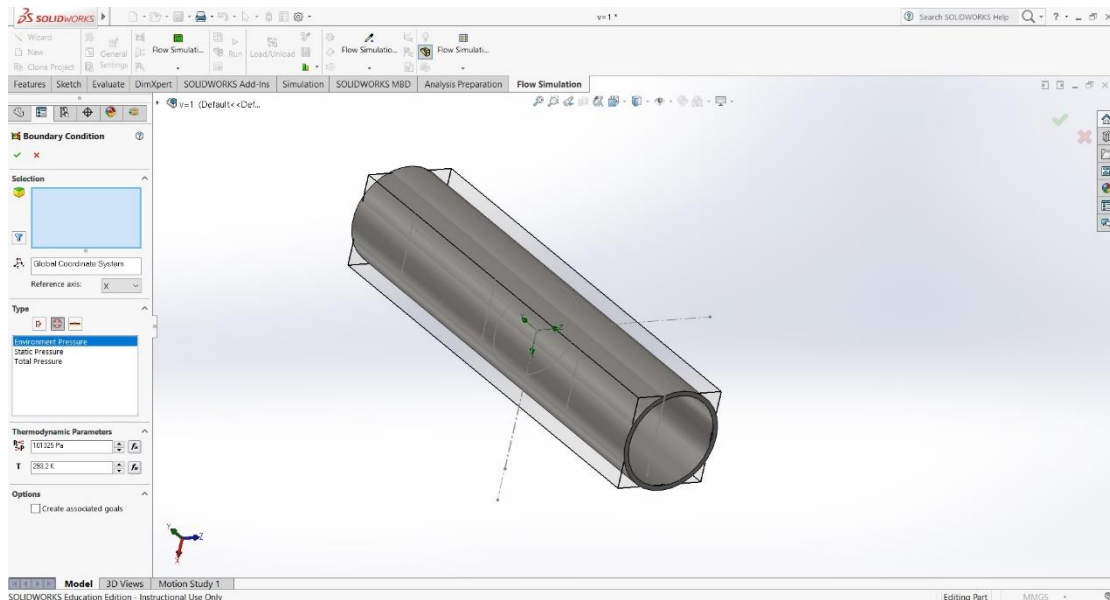 SOLIDWORKS
v=1 *
Search SOLIDWORKS Help
Wizard
New
Clone Project
General
Settings
Flow Simulati...
Run
Load/Unload
Flow Simulatio...
Flow Simulati...
Features Sketch Evaluate DimXpert SOLIDWORKS Add-Ins Simulation SOLIDWORKS MBD Analysis Preparation Flow Simulation
v=1 (Default<<Def...
Boundary Condition
Selection
Global Coordinate System
Reference axis: X
Type
Environment Pressure
Static Pressure
Total Pressure
Thermodynamic Parameters
P 101325 Pa
T 293.2 K
Options
Create associated goals
Y
Z
X
Model 3D Views Motion Study 1
SOLIDWORKS Education Edition - Instructional Use Only
Editing Part MMGS